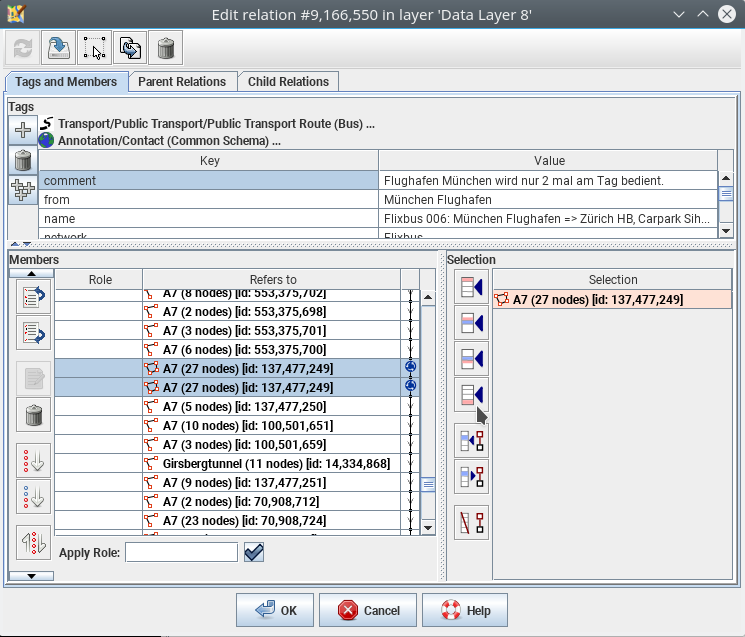 Edit relation #9,166,550 in layer 'Data Layer 8'
Tags and Members Parent Relations Child Relations
Tags
Transport/Public Transport/Public Transport Route (Bus) ...
Annotation/Contact (Common Schema) ...
Key Value
comment Flughafen München wird nur 2 mal am Tag bedient.
from München Flughafen
name Flixbus 006: München Flughafen => Zürich HB, Carpark Sih...
network Flixbus
Members
Role Refers to
A7 (8 nodes) [id: 553,375,702]
A7 (2 nodes) [id: 553,375,698]
A7 (3 nodes) [id: 553,375,701]
A7 (6 nodes) [id: 553,375,700]
A7 (27 nodes) [id: 137,477,249]
A7 (27 nodes) [id: 137,477,249]
A7 (5 nodes) [id: 137,477,250]
A7 (10 nodes) [id: 100,501,651]
A7 (3 nodes) [id: 100,501,659]
Girsbergtunnel (11 nodes) [id: 14,334,868]
A7 (9 nodes) [id: 137,477,251]
A7 (2 nodes) [id: 70,908,712]
A7 (23 nodes) [id: 70,908,724]
Apply Role:
Selection
Selection
A7 (27 nodes) [id: 137,477,249]
OK Cancel Help